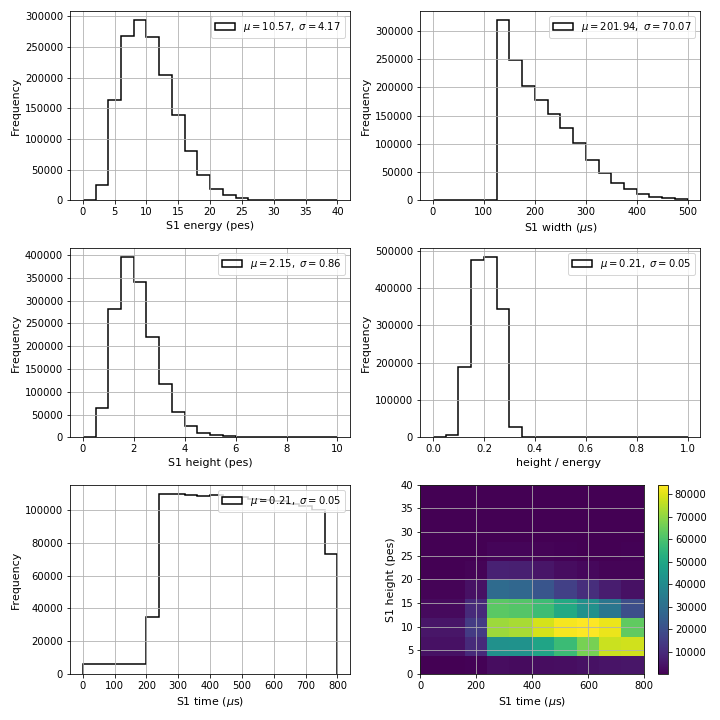 300000
250000
200000
150000
100000
50000
0
Frequency
μ = 10.57, σ = 4.17
0 5 10 15 20 25 30 35 40
S1 energy (pes)
300000
250000
200000
150000
100000
50000
0
Frequency
μ = 201.94, σ = 70.07
0 100 200 300 400 500
S1 width (μs)
400000
350000
300000
250000
200000
150000
100000
50000
0
Frequency
μ = 2.15, σ = 0.86
0 2 4 6 8 10
S1 height (pes)
500000
400000
300000
200000
100000
0
Frequency
μ = 0.21, σ = 0.05
0.0 0.2 0.4 0.6 0.8 1.0
height / energy
100000
80000
60000
40000
20000
0
Frequency
μ = 0.21, σ = 0.05
0 100 200 300 400 500 600 700 800
S1 time (μs)
40
35
30
25
20
15
10
5
0
S1 height (pes)
0 200 400 600 800
S1 time (μs)
80000
70000
60000
50000
40000
30000
20000
10000